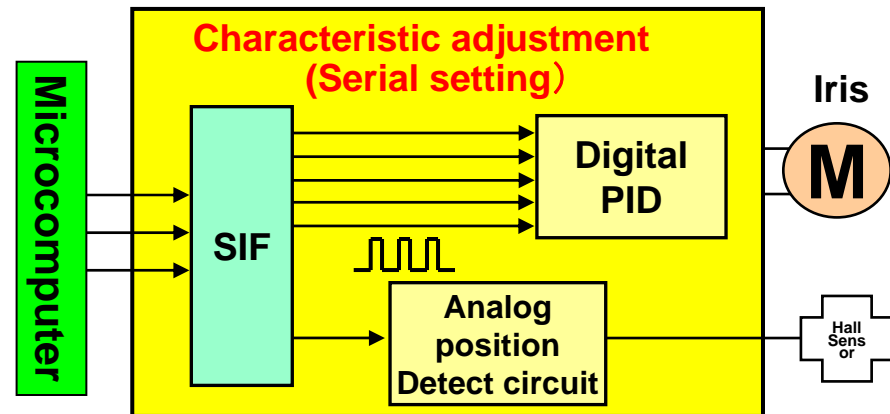 Characteristic adjustment
(Serial setting）
Microcomputer
SIF
Digital
PID
Iris
M
Analog
position
Detect circuit
Hall
Sens
or